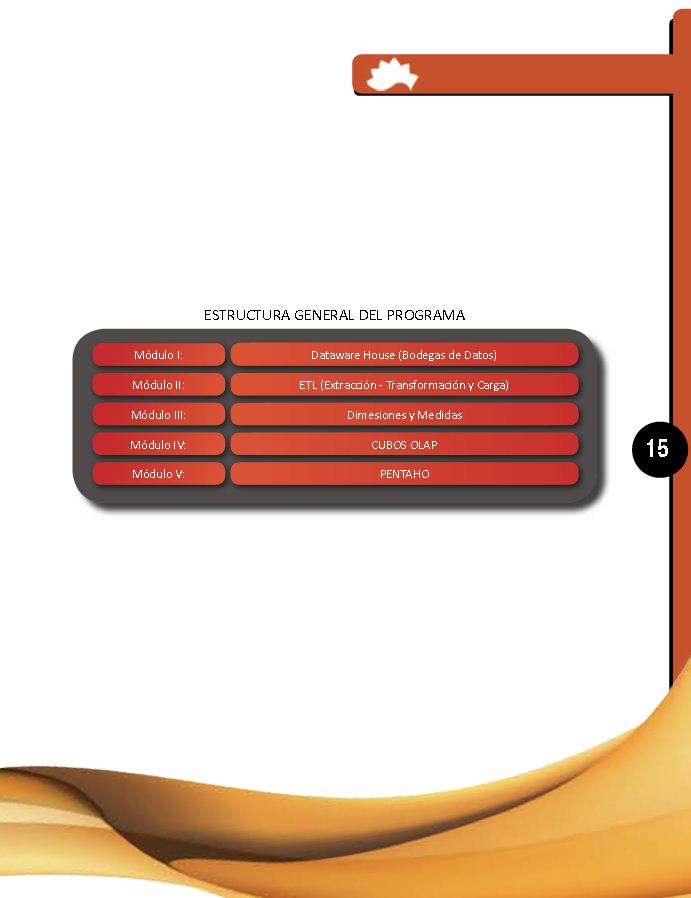 ESTRUCTURA GENERAL DEL PROGRAMA
Módulo I: Dataware House (Bodegas de Datos)
Módulo II: ETL (Extracción - Transformación y Carga)
Módulo III: Dimesiones y Medidas
Módulo IV: CUBOS OLAP
Módulo V: PENTAHO
15